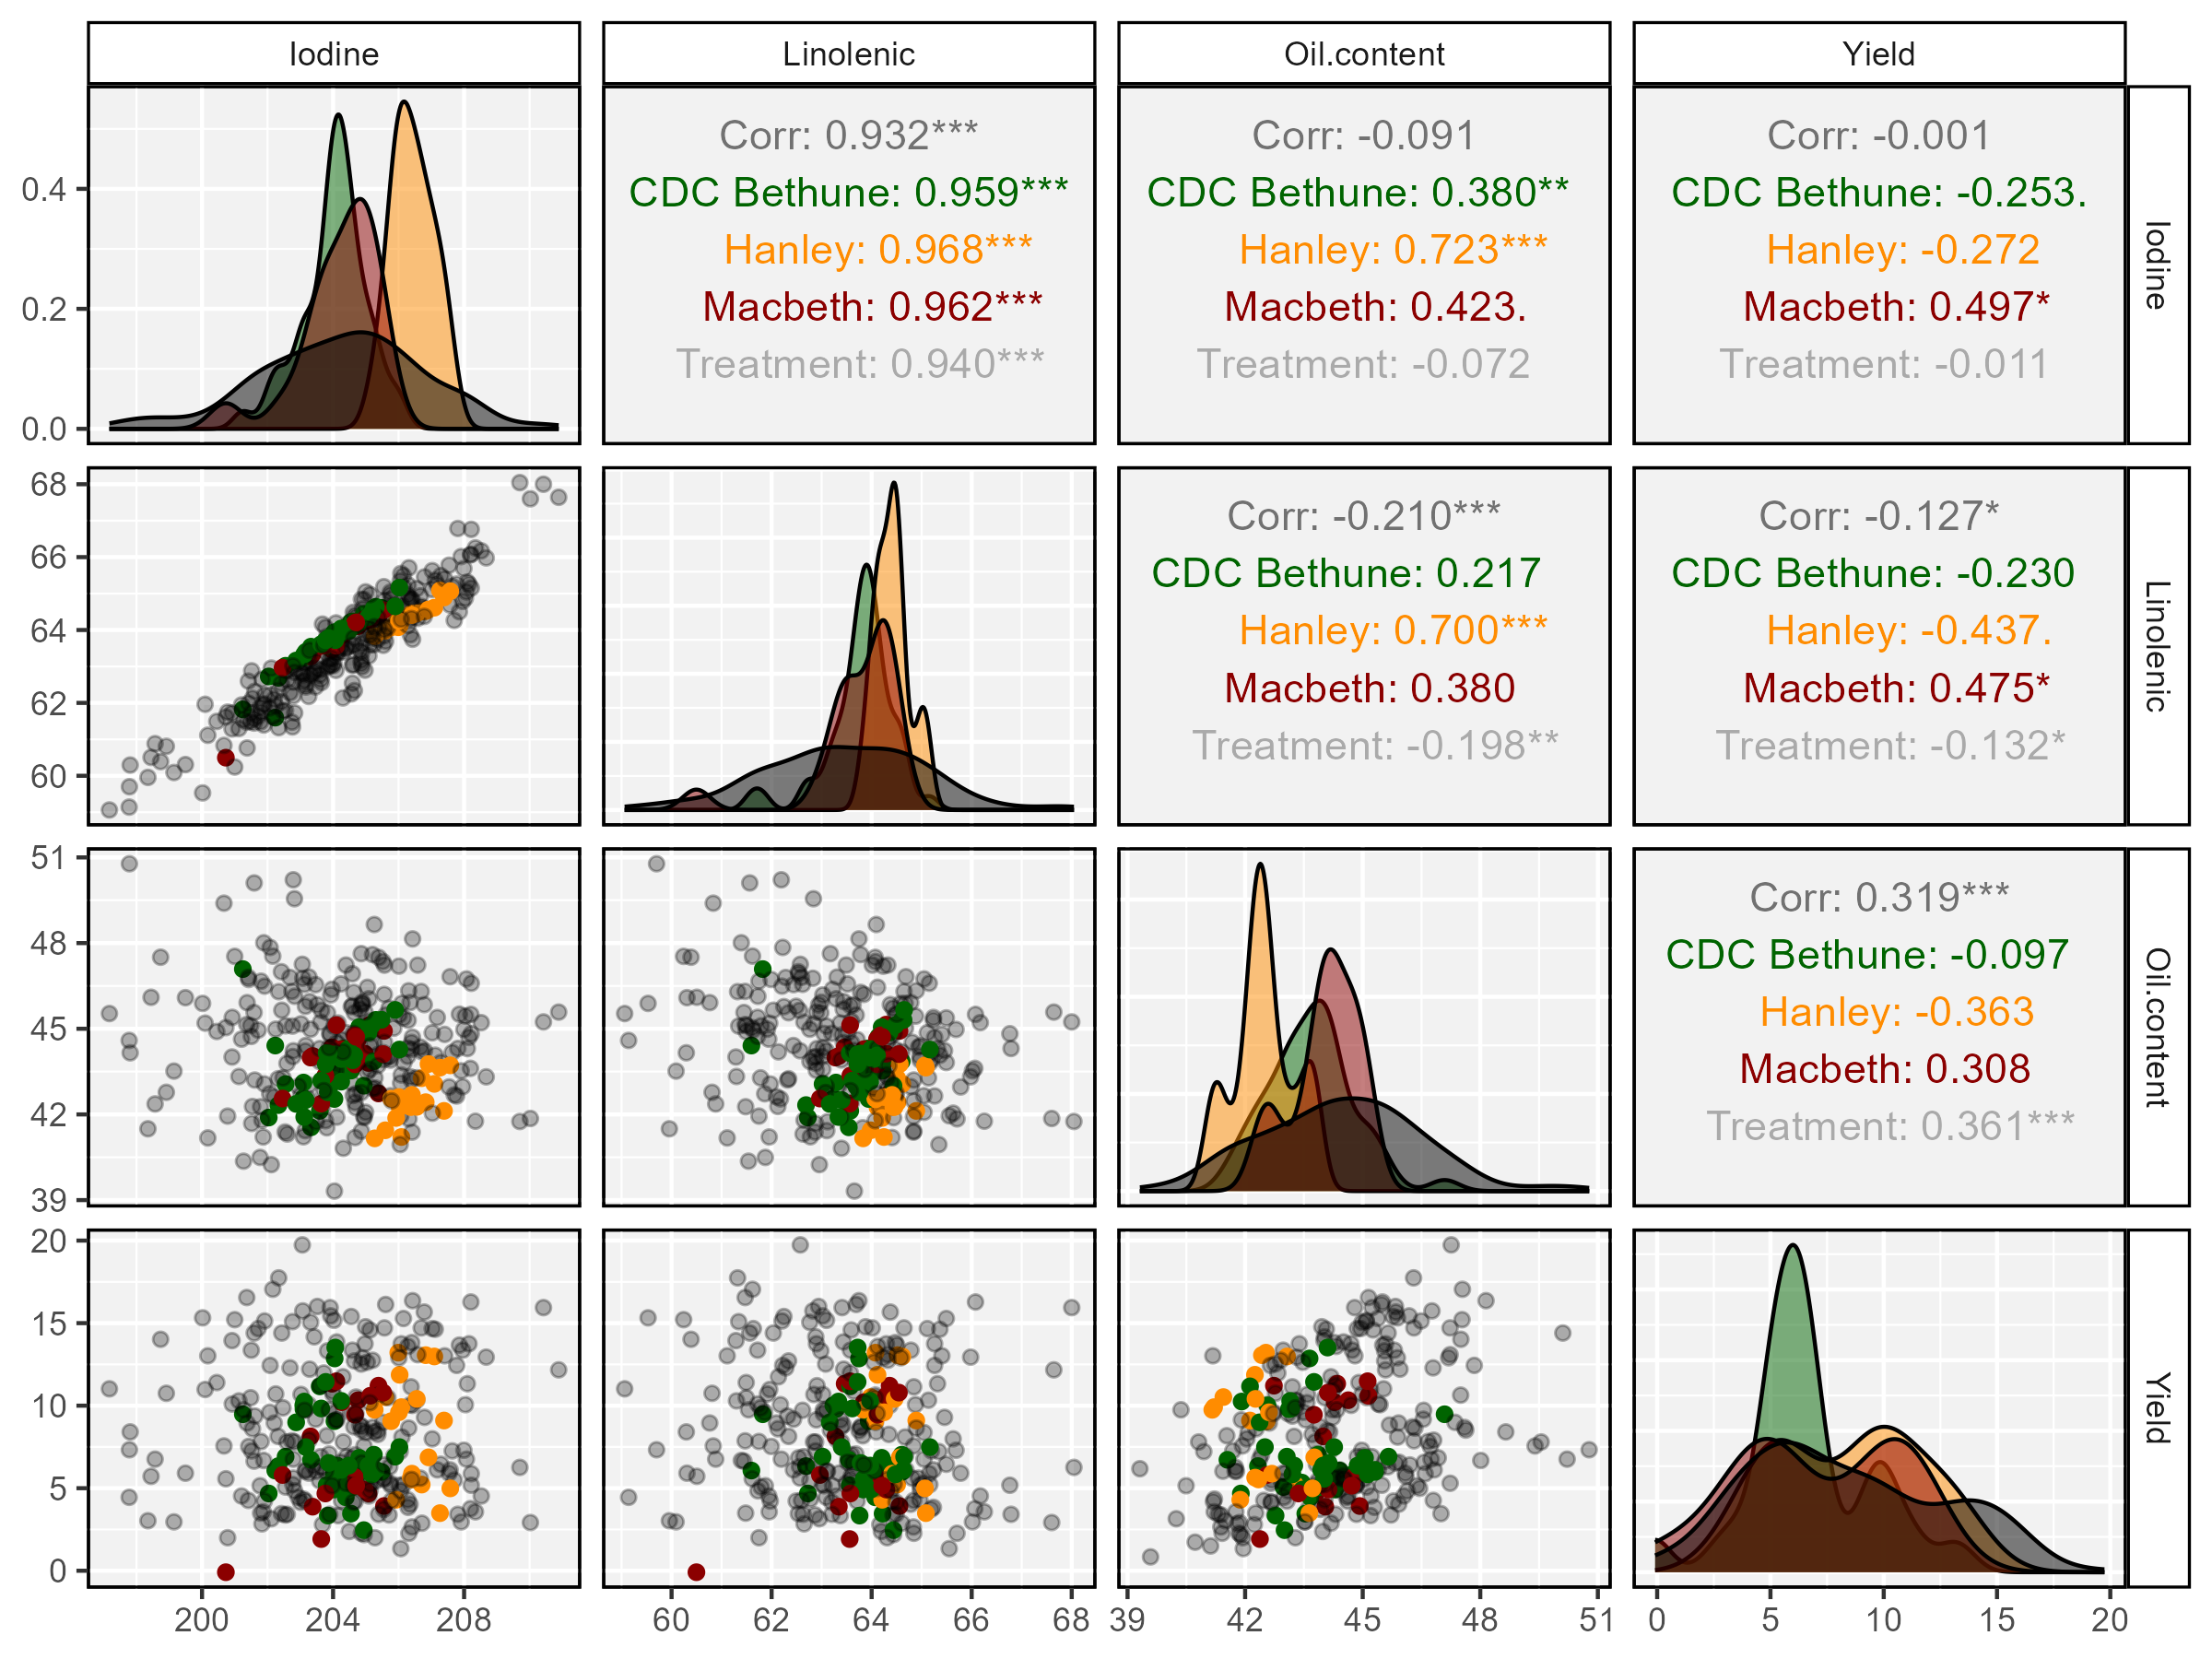 Iodine
Linolenic
Oil.content
Yield
0.4
0.2
0.0
Corr: 0.932***
CDC Bethune: 0.959***
Hanley: 0.968***
Macbeth: 0.962***
Treatment: 0.940***
Corr: -0.091
CDC Bethune: 0.380**
Hanley: 0.723***
Macbeth: 0.423.
Treatment: -0.072
Corr: -0.001
CDC Bethune: -0.253.
Hanley: -0.272
Macbeth: 0.497*
Treatment: -0.011
Iodine
68
66
64
62
60
Corr: -0.210***
CDC Bethune: 0.217
Hanley: 0.700***
Macbeth: 0.380
Treatment: -0.198**
Corr: -0.127*
CDC Bethune: -0.230
Hanley: -0.437.
Macbeth: 0.475*
Treatment: -0.132*
Linolenic
51
48
45
42
39
Corr: 0.319***
CDC Bethune: -0.097
Hanley: -0.363
Macbeth: 0.308
Treatment: 0.361***
Oil.content
20
15
10
5
0
Yield
200 204 208
60 62 64 66 68
39 42 45 48 51
0 5 10 15 20